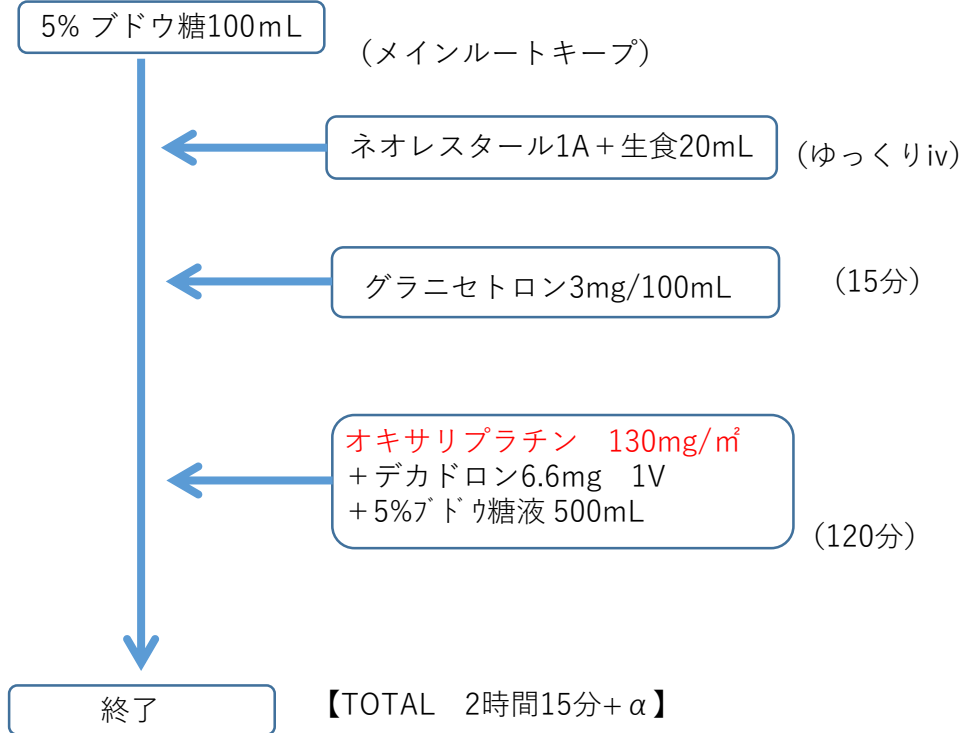 5% ブドウ糖100mL
(メインルートキープ)
ネオレスタール1A+生食20mL
(ゆっくりiv)
グラニセトロン3mg/100mL
(15分)
オキサリプラチン 130mg/㎡
+デカドロン6.6mg 1V
+5%ブドウ糖液 500mL
(120分)
終了
【TOTAL 2時間15分+α】